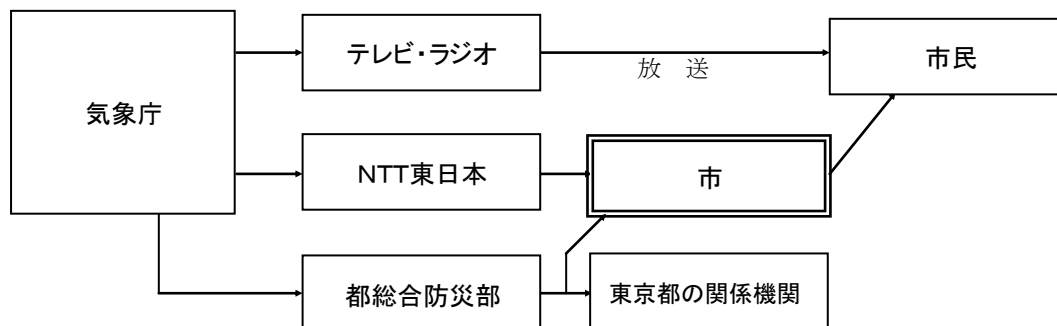 気象庁
テレビ・ラジオ
放　送
市民
NTT東日本
市
都総合防災部
東京都の関係機関